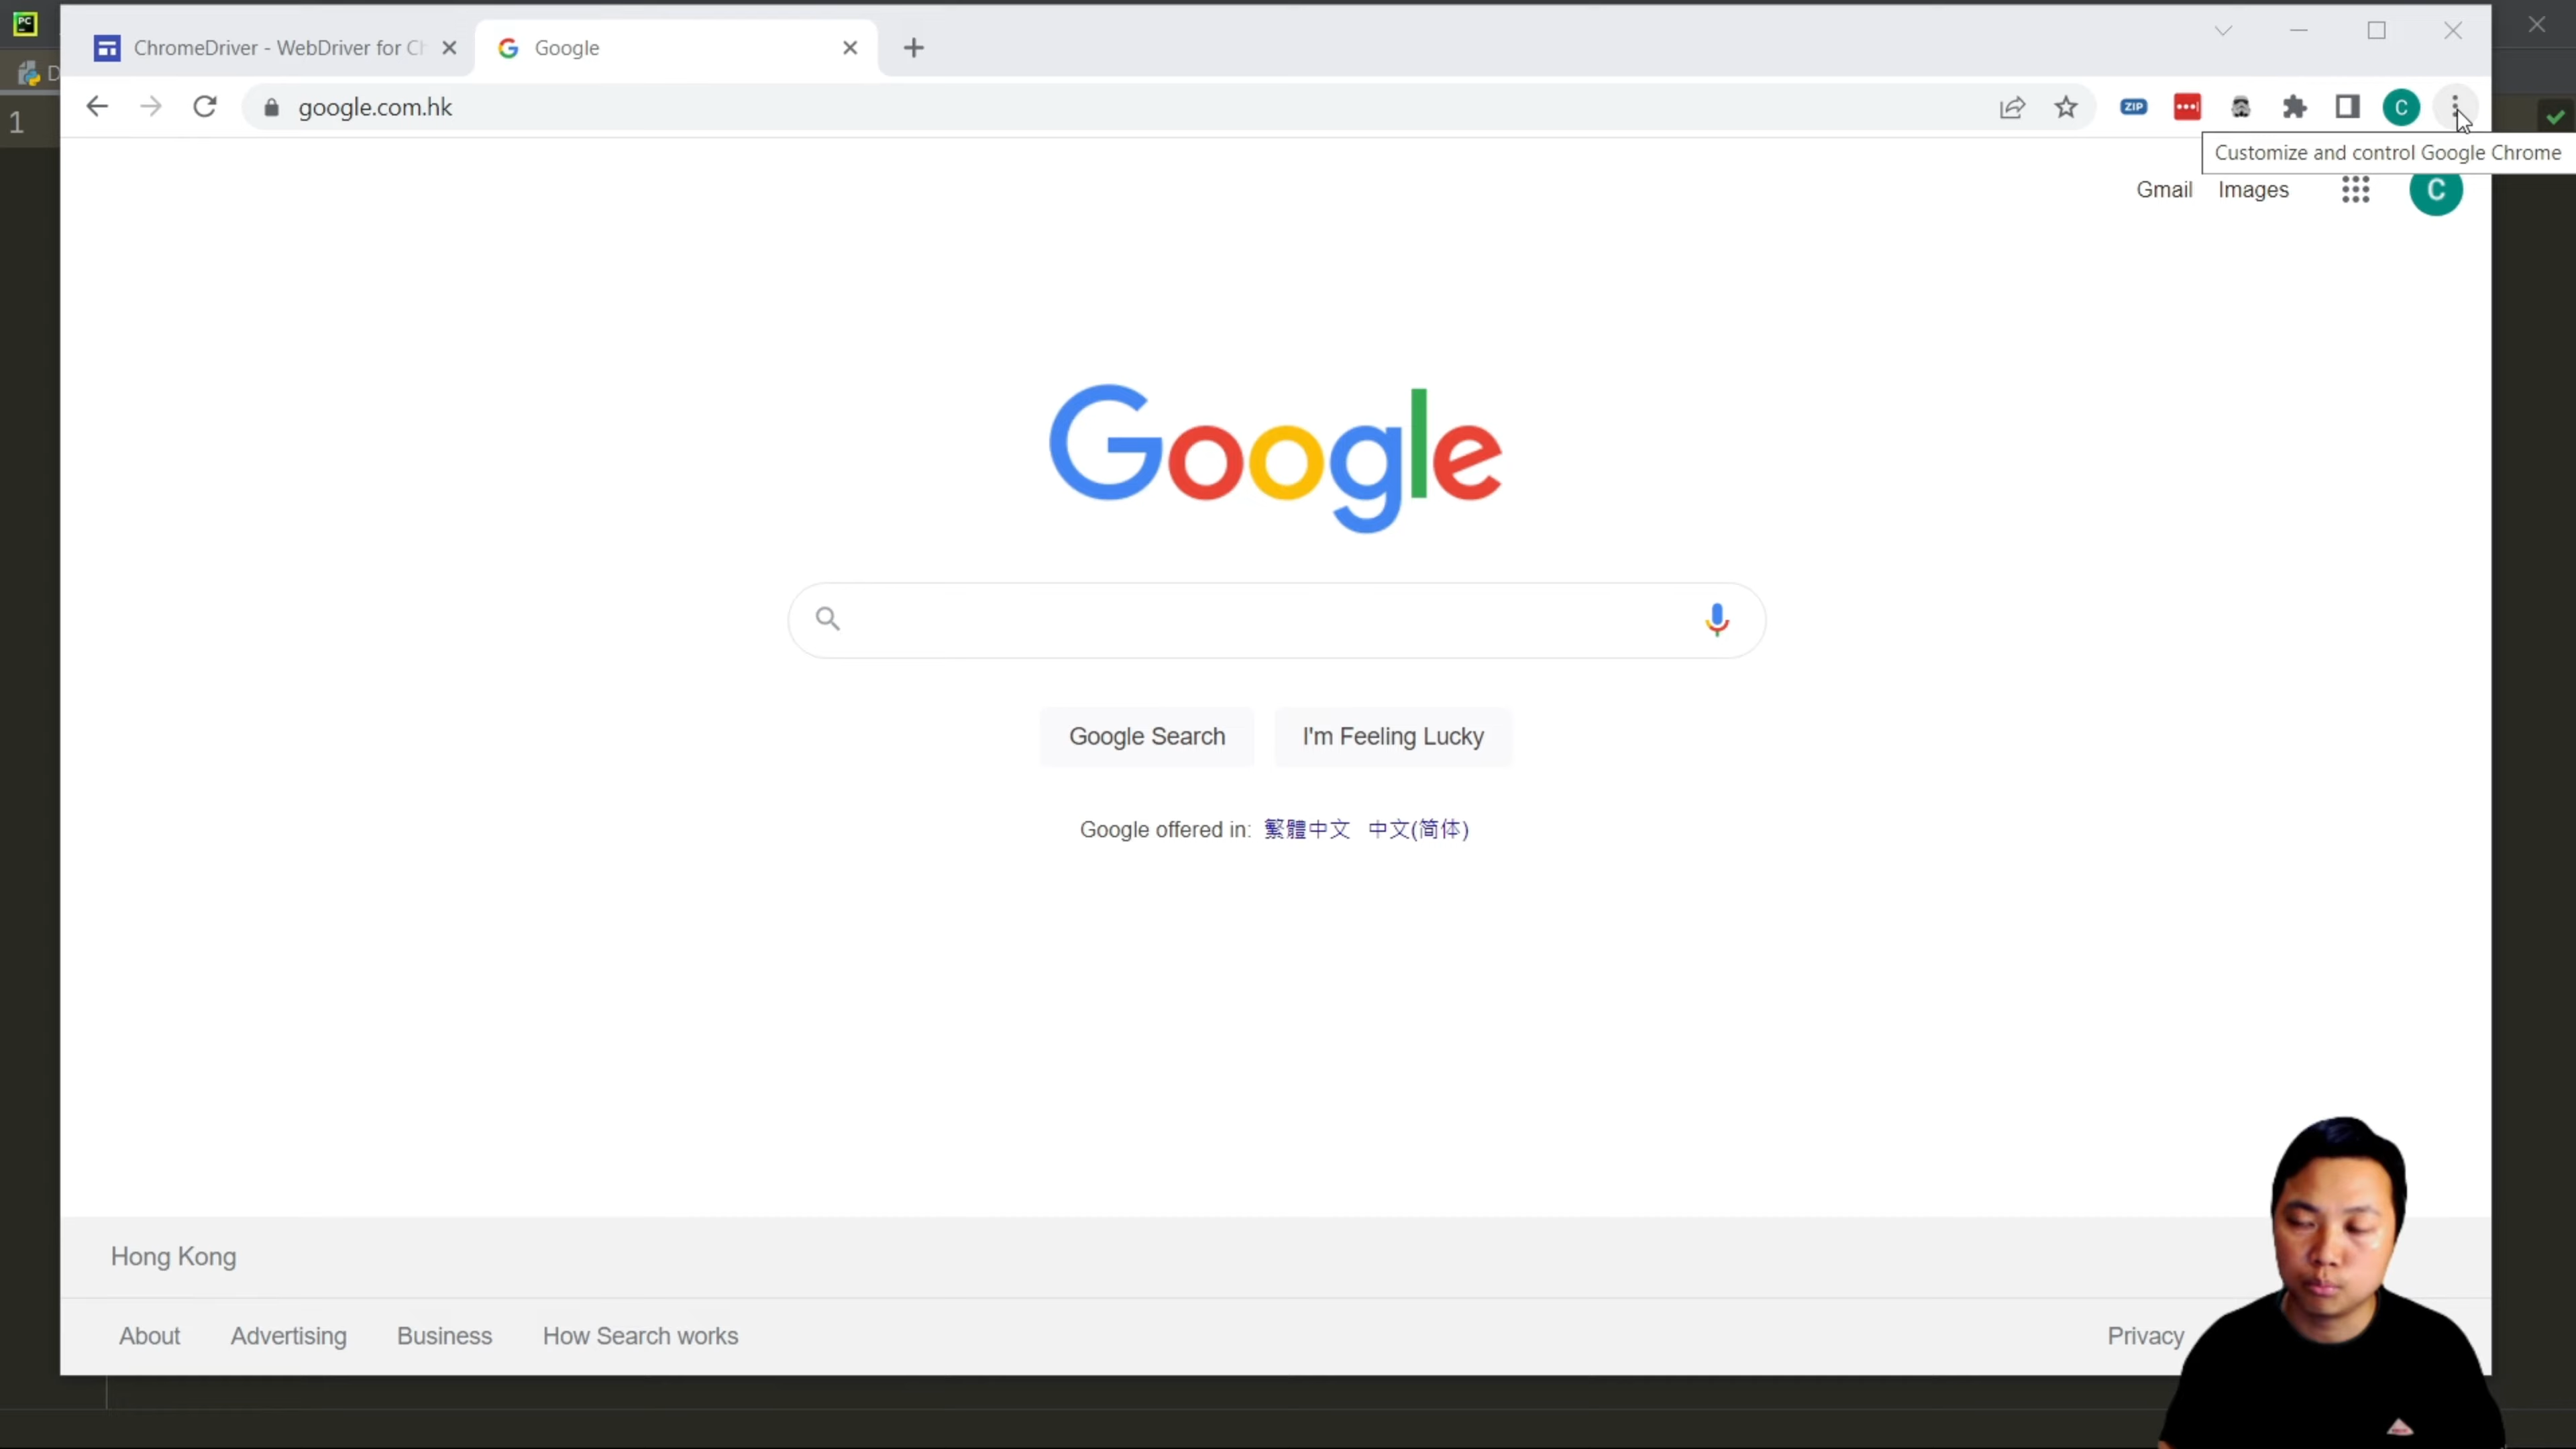 PC
ChromeDriver - WebDriver for Ch
Google
D
google.com.hk
ZIP
C
1
Customize and control Google Chrome
Gmail
Images
C
Google
Google Search
I'm Feeling Lucky
Google offered in: 繁體中文 中文(简体)
Hong Kong
About
Advertising
Business
How Search works
Privacy